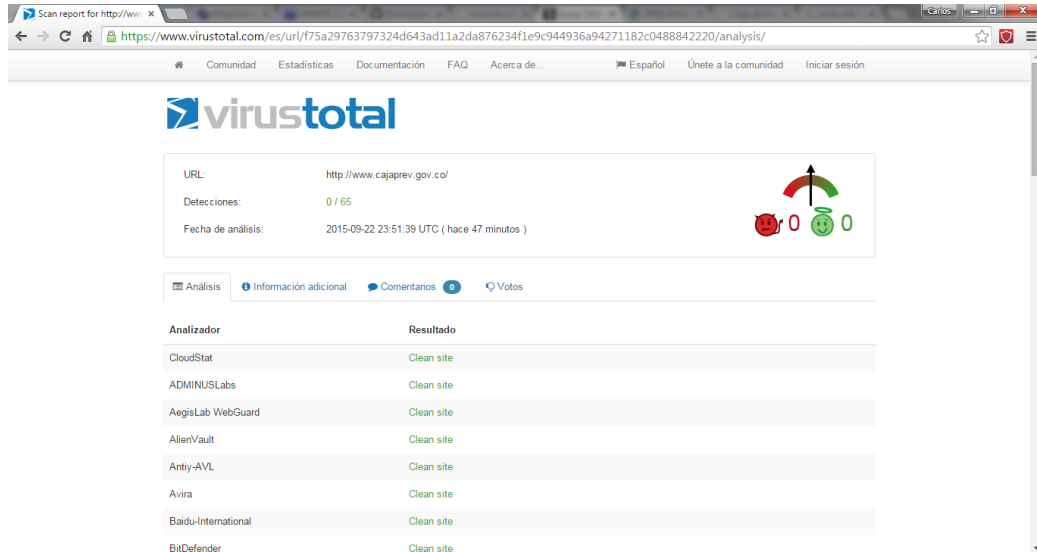 Scan report for http://ww
Carlos
https://www.virustotal.com/es/url/f75a29763797324d643ad11a2da876234f1e9c944936a94271182c0488842220/analysis/
Comunidad Estadísticas Documentación FAQ Acerca de... Español Únete a la comunidad Iniciar sesión
virustotal
URL: http://www.cajaprev.gov.co/
Detecciones: 0 / 65
Fecha de análisis: 2015-09-22 23:51:39 UTC ( hace 47 minutos )
0 0
Análisis Información adicional Comentarios 0 Votos
Analizador Resultado
CloudStat Clean site
ADMINUSLabs Clean site
AegisLab WebGuard Clean site
AlienVault Clean site
Antiy-AVL Clean site
Avira Clean site
Baidu-International Clean site
BitDefender Clean site